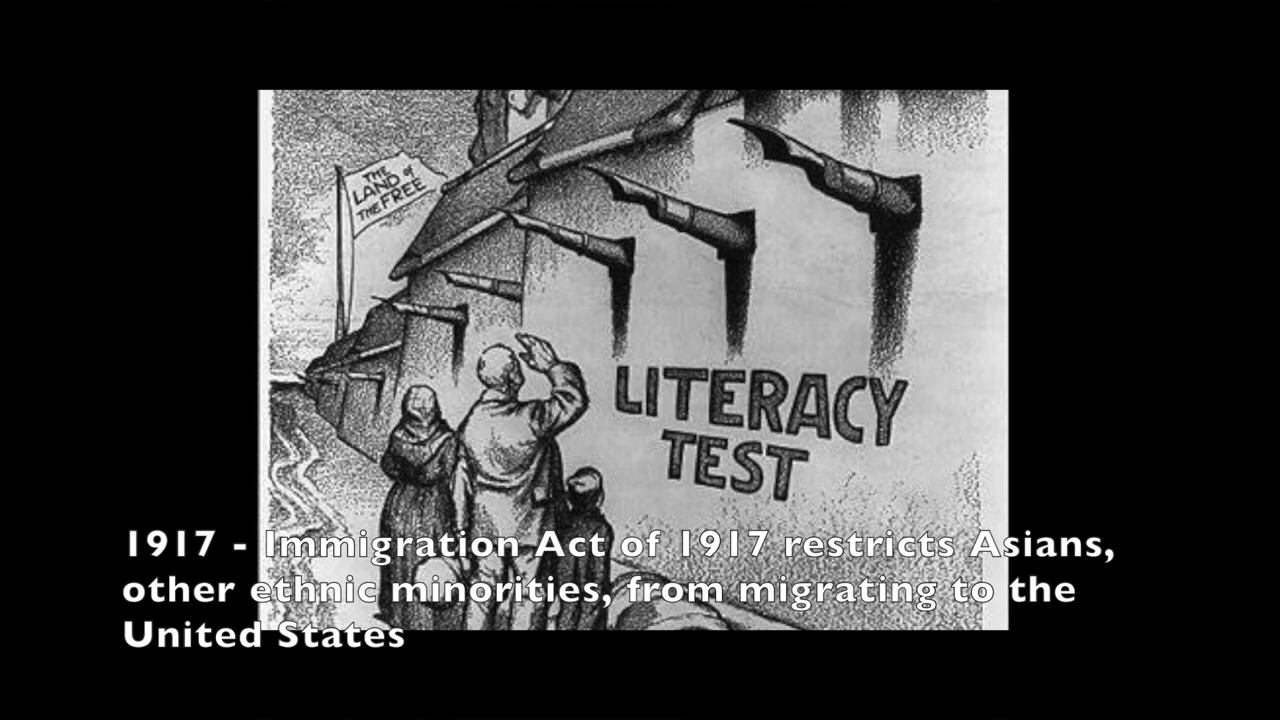 THE
LAND of
THE FREE
LITERACY
TEST
1917 - Immigration Act of 1917 restricts Asians,
other ethnic minorities, from migrating to the
United States